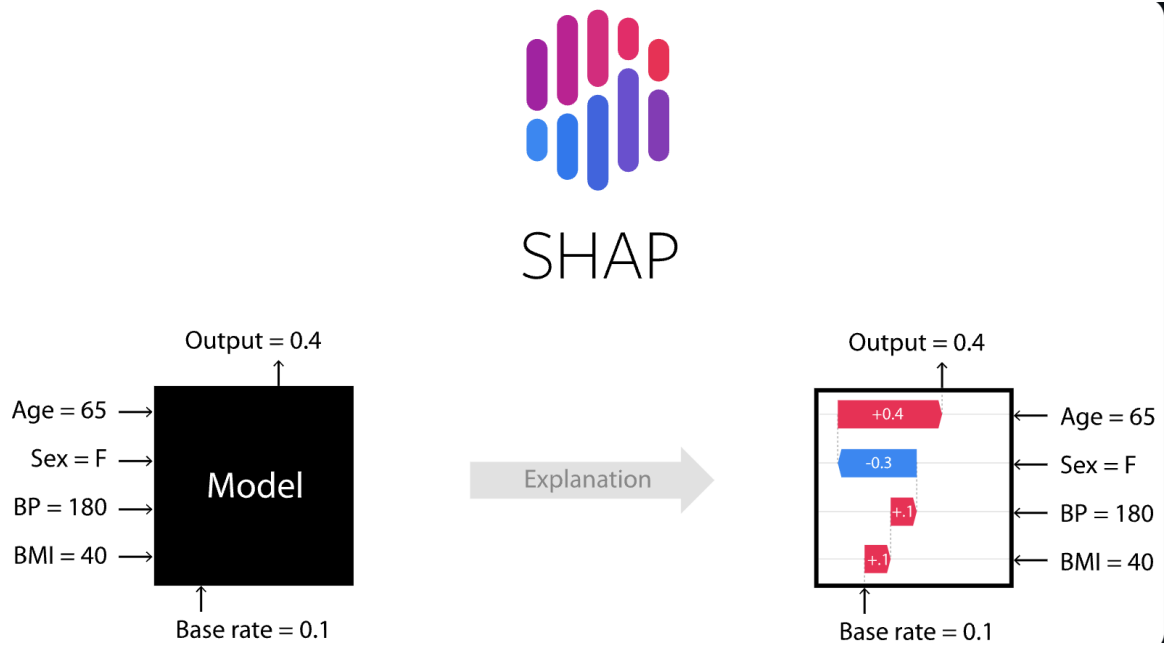 SHAP
Output = 0.4
Age = 65
Sex = F
BP = 180
BMI = 40
Model
Base rate = 0.1
Explanation
Output = 0.4
+0.4
Age = 65
-0.3
Sex = F
+.1
BP = 180
+.1
BMI = 40
Base rate = 0.1